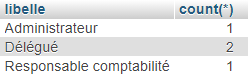 libelle count(*)
Administrateur 1
Délégué 2
Responsable comptabilité 1